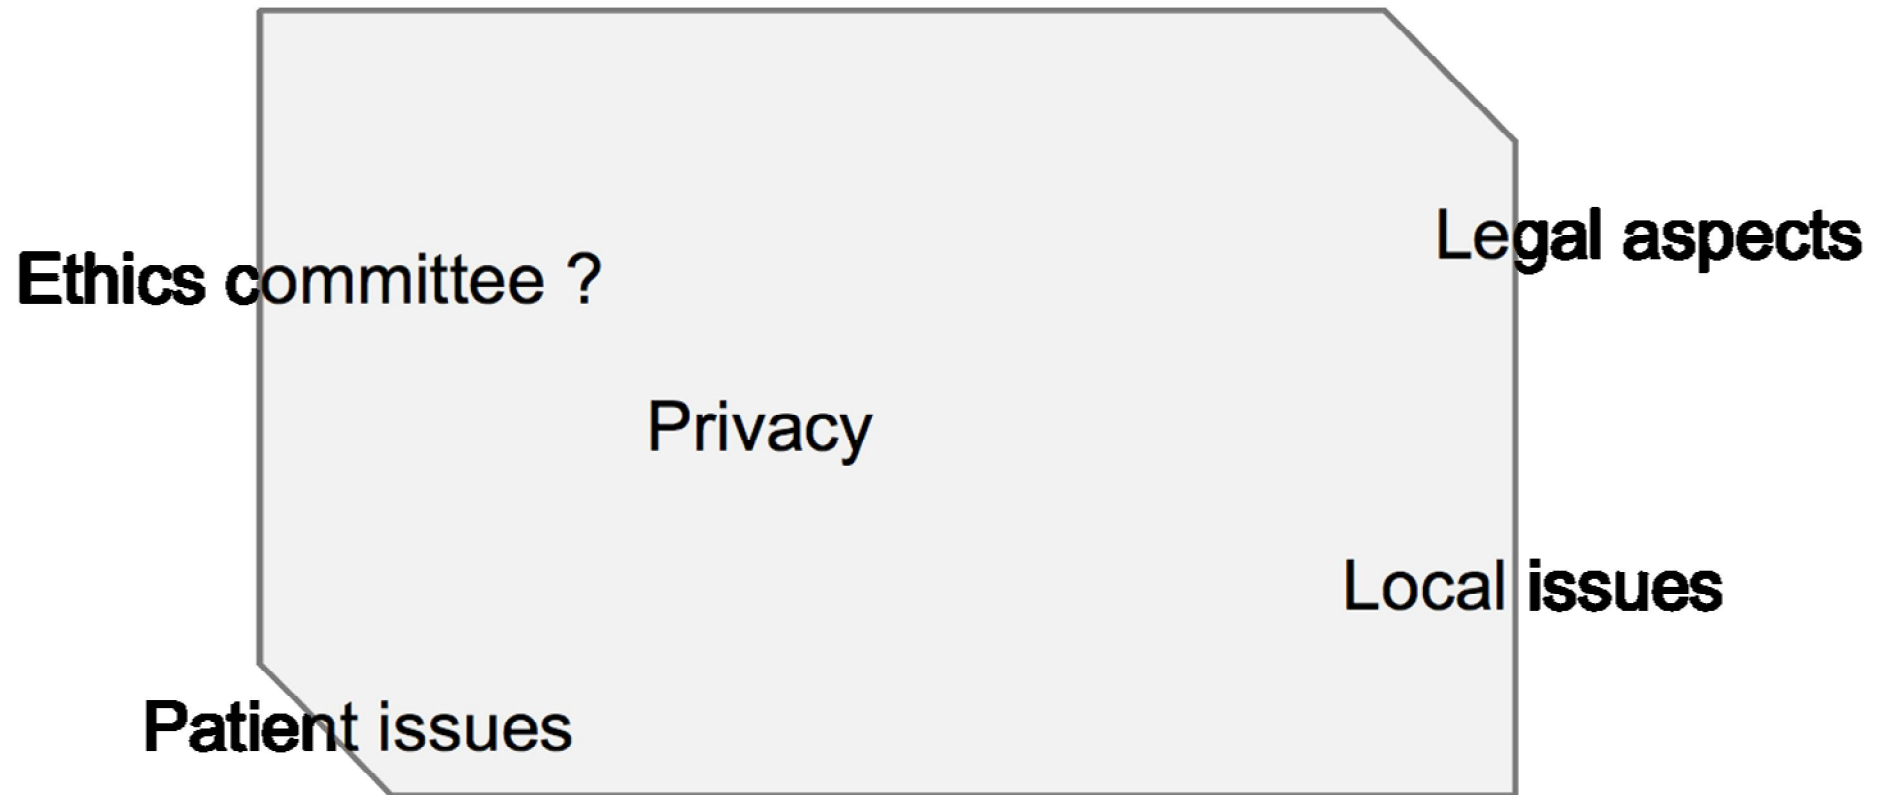 Legal aspects
Ethics committee ?
Privacy
Local issues
Patient issues